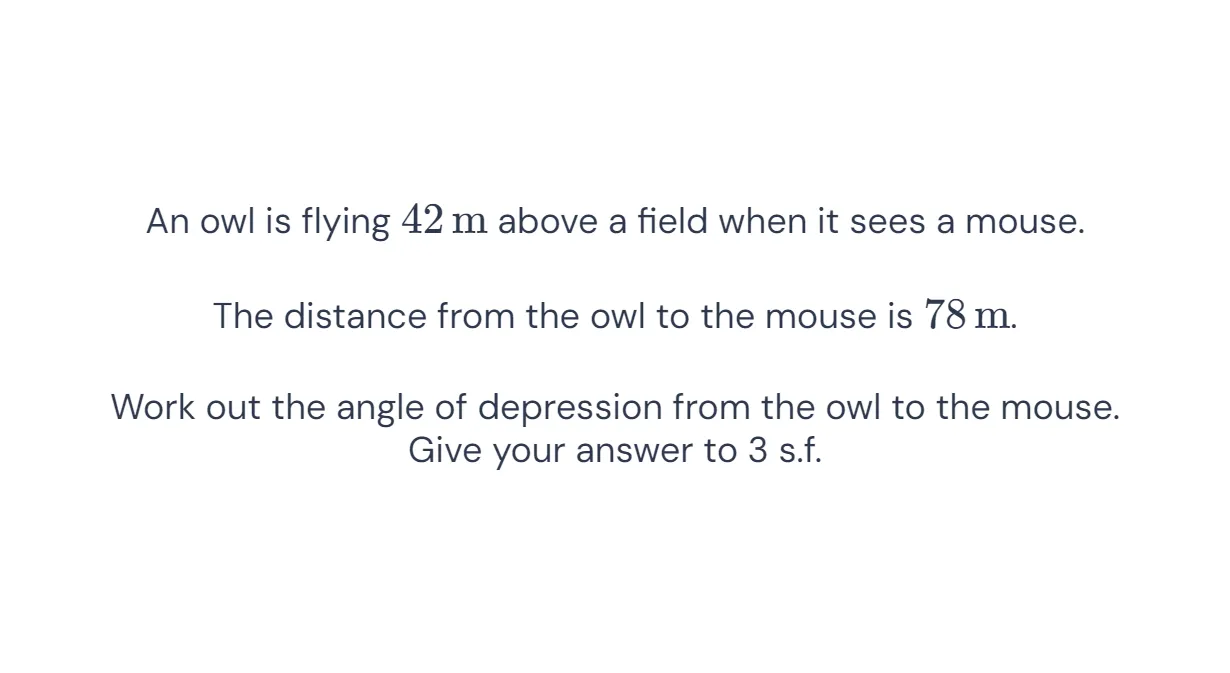 An owl is flying 42 m above a field when it sees a mouse.
The distance from the owl to the mouse is 78 m.
Work out the angle of depression from the owl to the mouse.
Give your answer to 3 s.f.